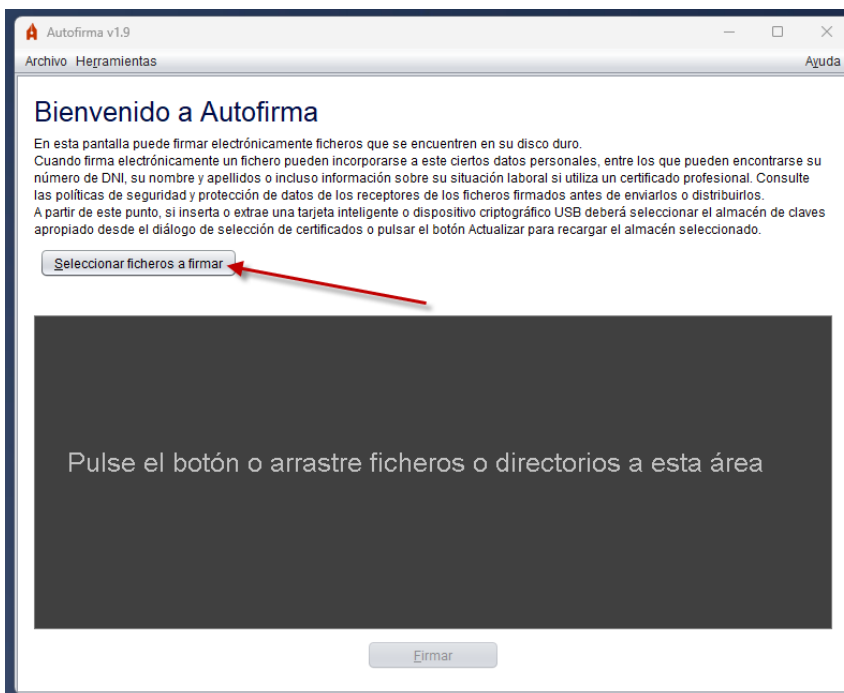 Autofirma v1.9
Archivo Herramientas Ayuda
Bienvenido a Autofirma
En esta pantalla puede firmar electrónicamente ficheros que se encuentren en su disco duro.
Cuando firma electrónicamente un fichero pueden incorporarse a este ciertos datos personales, entre los que pueden encontrarse su
número de DNI, su nombre y apellidos o incluso información sobre su situación laboral si utiliza un certificado profesional. Consulte
las políticas de seguridad y protección de datos de los receptores de los ficheros firmados antes de enviarlos o distribuirlos.
A partir de este punto, si inserta o extrae una tarjeta inteligente o dispositivo criptográfico USB deberá seleccionar el almacén de claves
apropiado desde el diálogo de selección de certificados o pulsar el botón Actualizar para recargar el almacén seleccionado.
Seleccionar ficheros a firmar
Pulse el botón o arrastre ficheros o directorios a esta área
Firmar